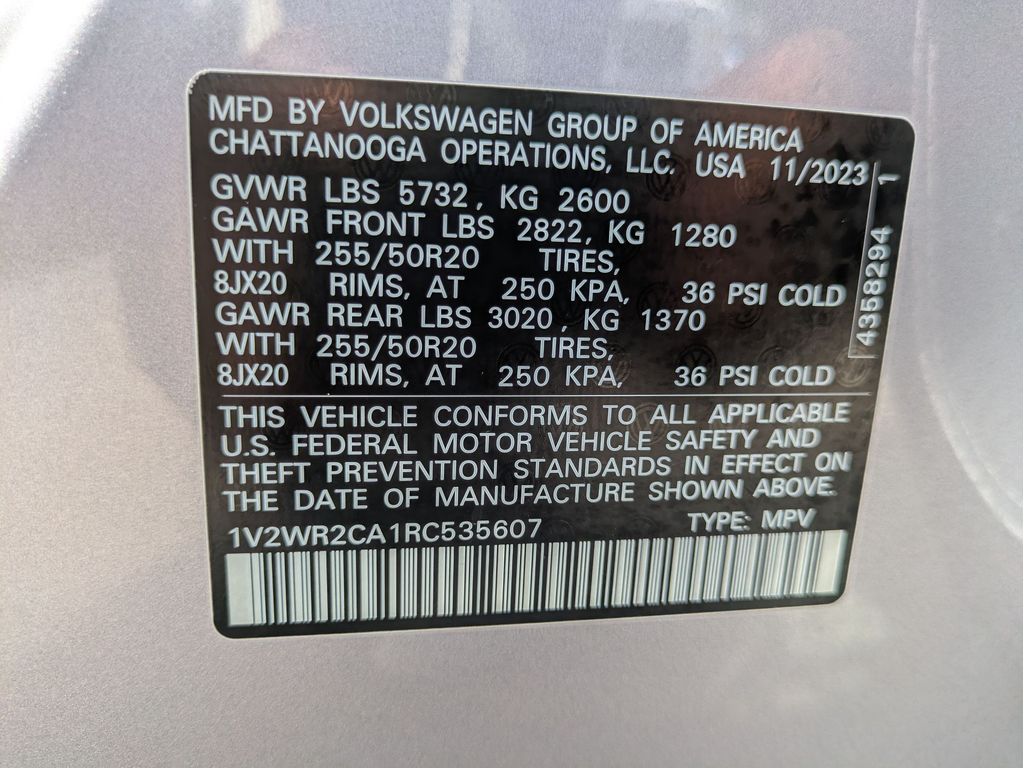 MFD BY VOLKSWAGEN GROUP OF AMERICA
CHATTANOOGA OPERATIONS, LLC. USA 11/2023
GVWR LBS 5732, KG 2600
GAWR FRONT LBS 2822, KG 1280
WITH 255/50R20 TIRES,
8JX20 RIMS, AT 250 KPA, 36 PSI COLD
GAWR REAR LBS 3020, KG 1370
WITH 255/50R20 TIRES,
8JX20 RIMS, AT 250 KPA, 36 PSI COLD
4358294 1
THIS VEHICLE CONFORMS TO ALL APPLICABLE
U.S. FEDERAL MOTOR VEHICLE SAFETY AND
THEFT PREVENTION STANDARDS IN EFFECT ON
THE DATE OF MANUFACTURE SHOWN ABOVE.
1V2WR2CA1RC535607 TYPE: MPV